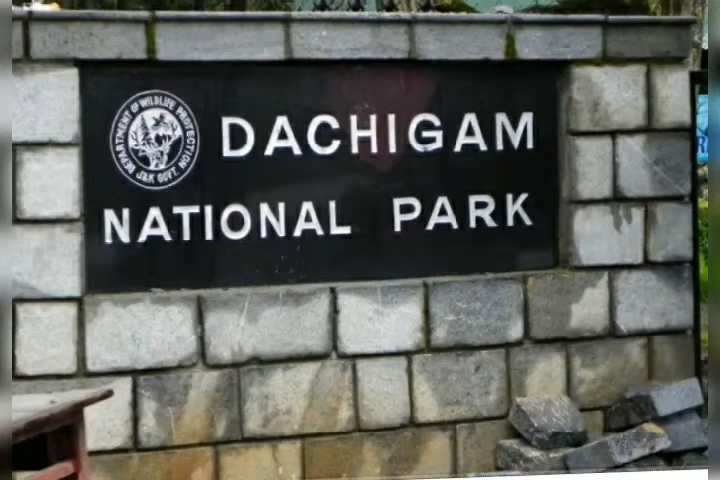 DEPARTMENT OF WILDLIFE PROTECTION
J&K GOVT.
DACHIGAM
NATIONAL PARK